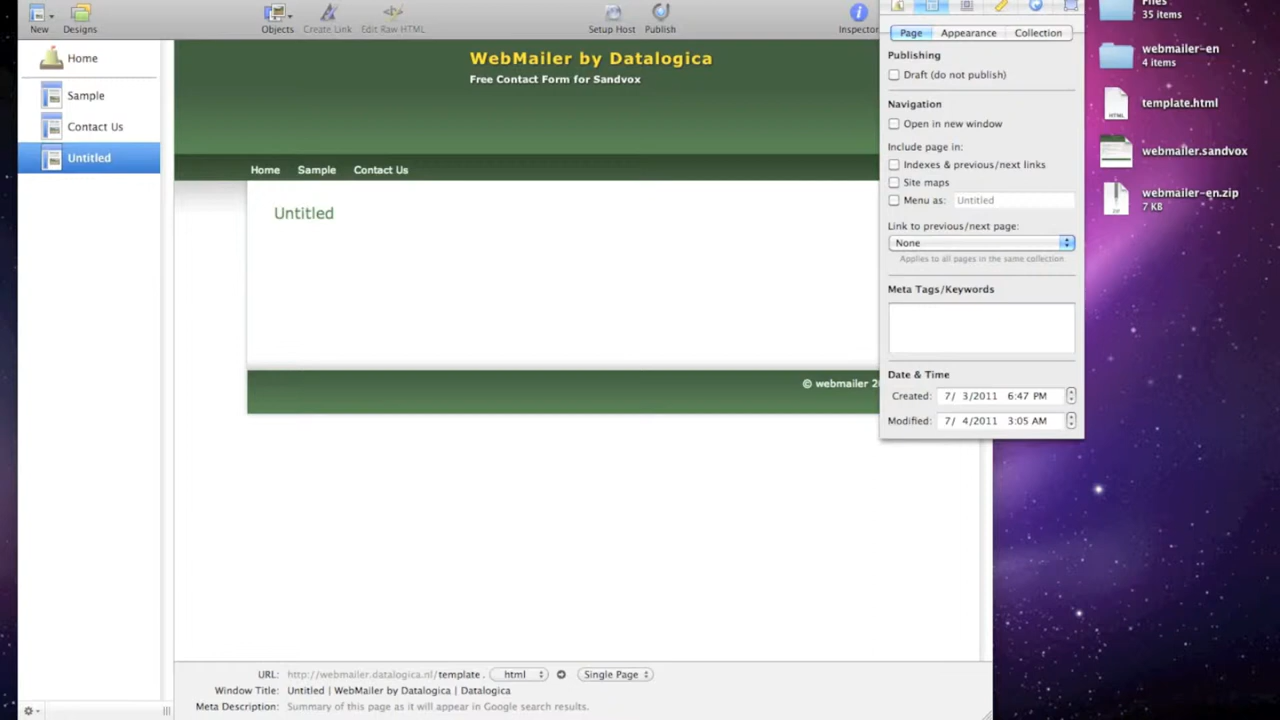 New
Designs
Objects
Create Link
Edit Raw HTML
Setup Host
Publish
Inspector
Home
Sample
Contact Us
Untitled
WebMailer by Datalogica
Free Contact Form for Sandvox
Home
Sample
Contact Us
Untitled
© webmailer 2
URL: http://webmailer.datalogica.nl/template . html Single Page
Window Title: Untitled | WebMailer by Datalogica | Datalogica
Meta Description: Summary of this page as it will appear in Google search results.
Page
Appearance
Collection
Publishing
Draft (do not publish)
Navigation
Open in new window
Include page in:
Indexes & previous/next links
Site maps
Menu as: Untitled
Link to previous/next page:
None
Applies to all pages in the same collection
Meta Tags/Keywords
Date & Time
Created: 7/ 3/2011 6:47 PM
Modified: 7/ 4/2011 3:05 AM
Files
35 items
webmailer-en
4 items
HTML
template.html
webmailer.sandvox
ZIP
webmailer-en.zip
7 KB